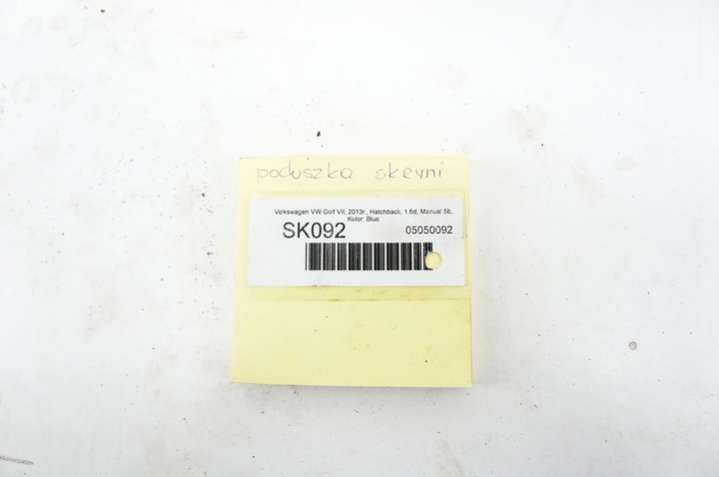 poduszka skrzyni
Volkswagen VW Golf VII, 2013r., Hatchback, 1.6d, Manual 5b,
Kolor: Blue
SK092 05050092